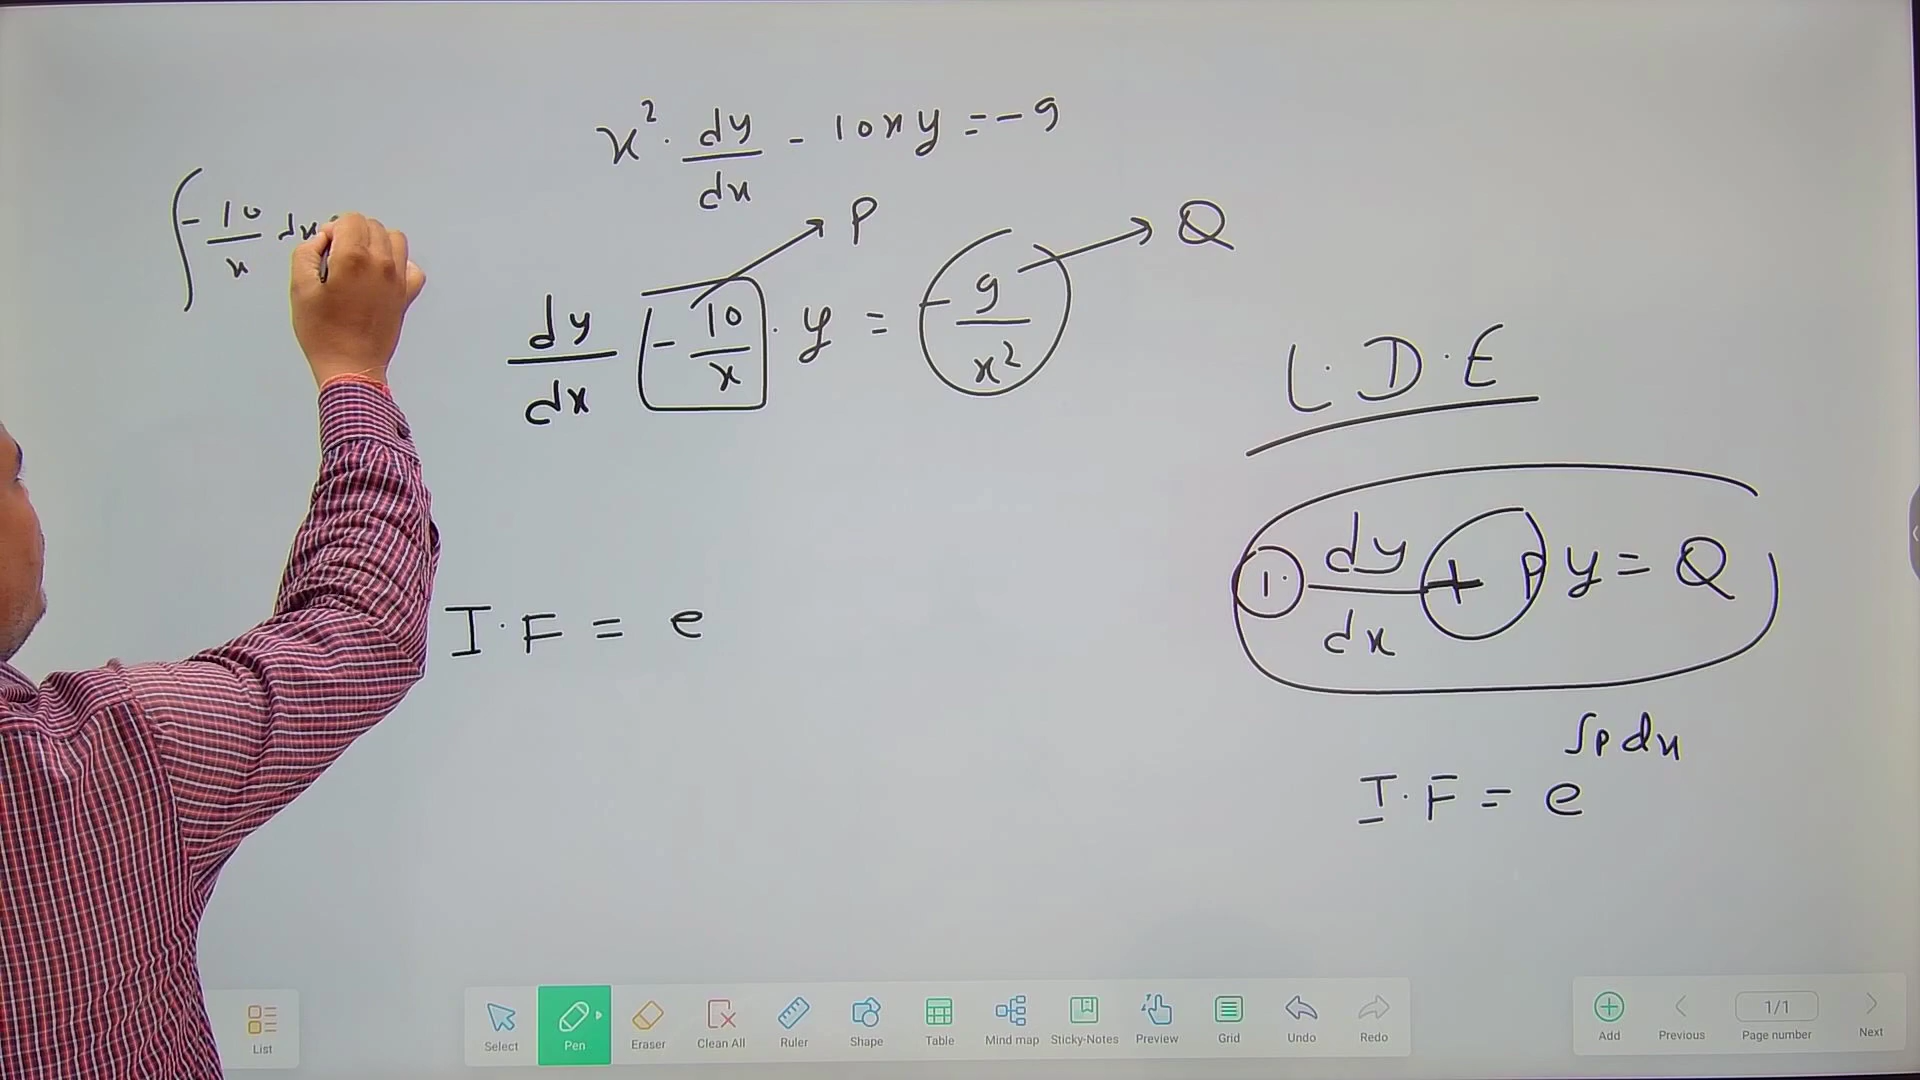 x² · dy/dx - 10xy = -9
∫ -10/x dx
→ P
→ Q
dy/dx - 10/x · y = -9/x²
L.D.E
1. dy/dx + Py = Q
I.F = e
I.F = e^∫Pdx
List
Select
Pen
Eraser
Clean All
Ruler
Shape
Table
Mind map
Sticky-Notes
Preview
Grid
Undo
Redo
Add
Previous
1/1
Page number
Next